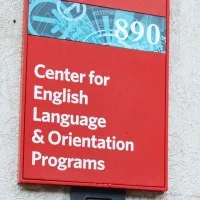 890
Center for
English
Language
& Orientation
Programs